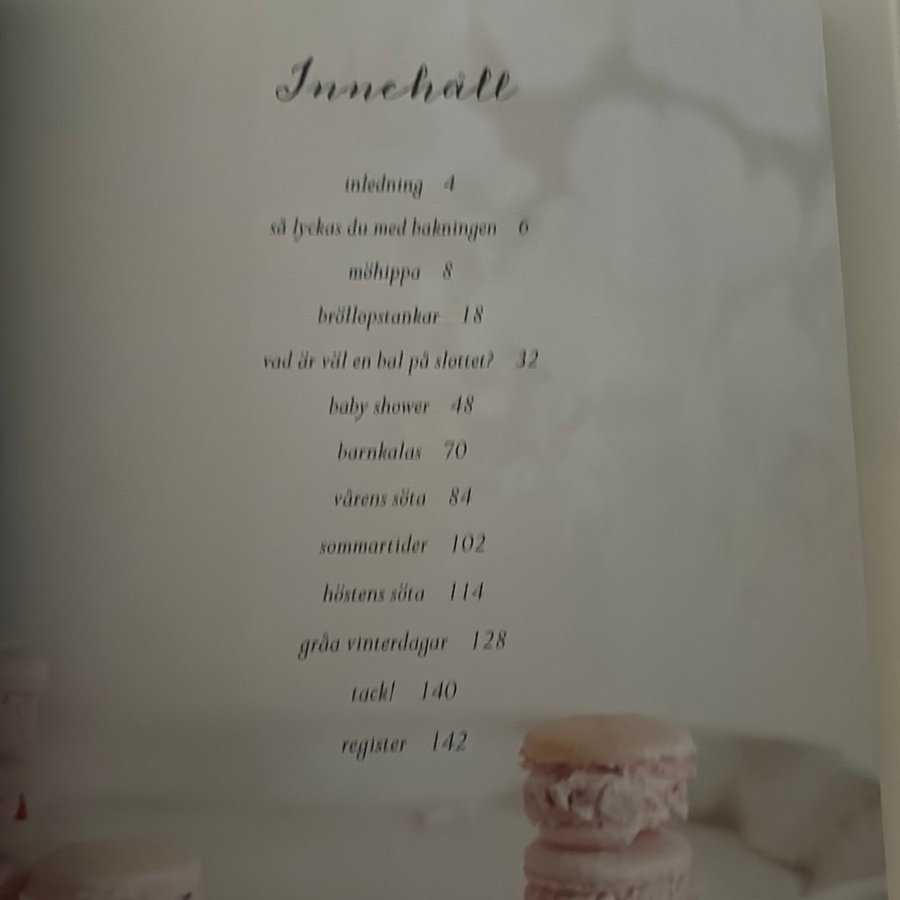 Innehåll
inledning 4
så lyckas du med bakningen 6
möhippa 8
bröllopstankar 18
vad är väl en bal på slottet? 32
baby shower 48
barnkalas 70
vårens söta 84
sommartider 102
höstens söta 114
gråa vinterdagar 128
tack! 140
register 142